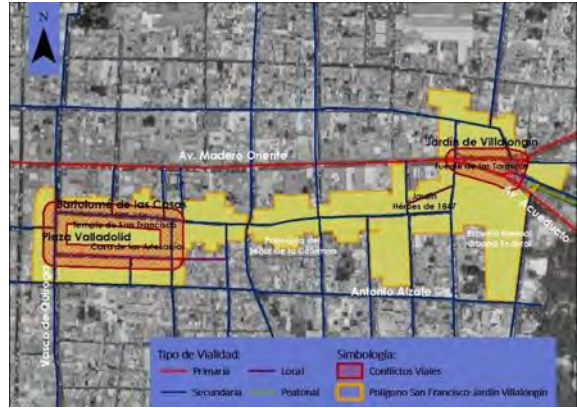 N
Jardín de Villalongín
Av. Madero Oriente
Fuente de las Tarascas
Av. Acueducto
Bartolomé de las Casas
Jardín
Héroes de 1847
Templo de San Francisco
Plaza Valladolid
Casa de las Artesanías
Parroquia del
Señor de la Columna
Escuela Normal
Urbana Federal
Antonio Alzate
Vasco de Quiroga
Tipo de Vialidad:
Simbología:
Primaria
Local
Conflictos Viales
Secundaria
Peatonal
Polígono San Francisco-Jardín Villalongín